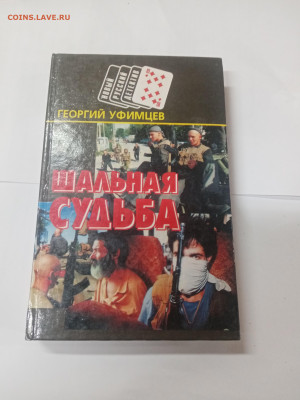 COINS.LAVE.RU
НОВЫЙ
РУССКИЙ
ДЕТЕКТИВ
ГЕОРГИЙ УФИМЦЕВ
ШАЛЬНАЯ
СУДЬБА